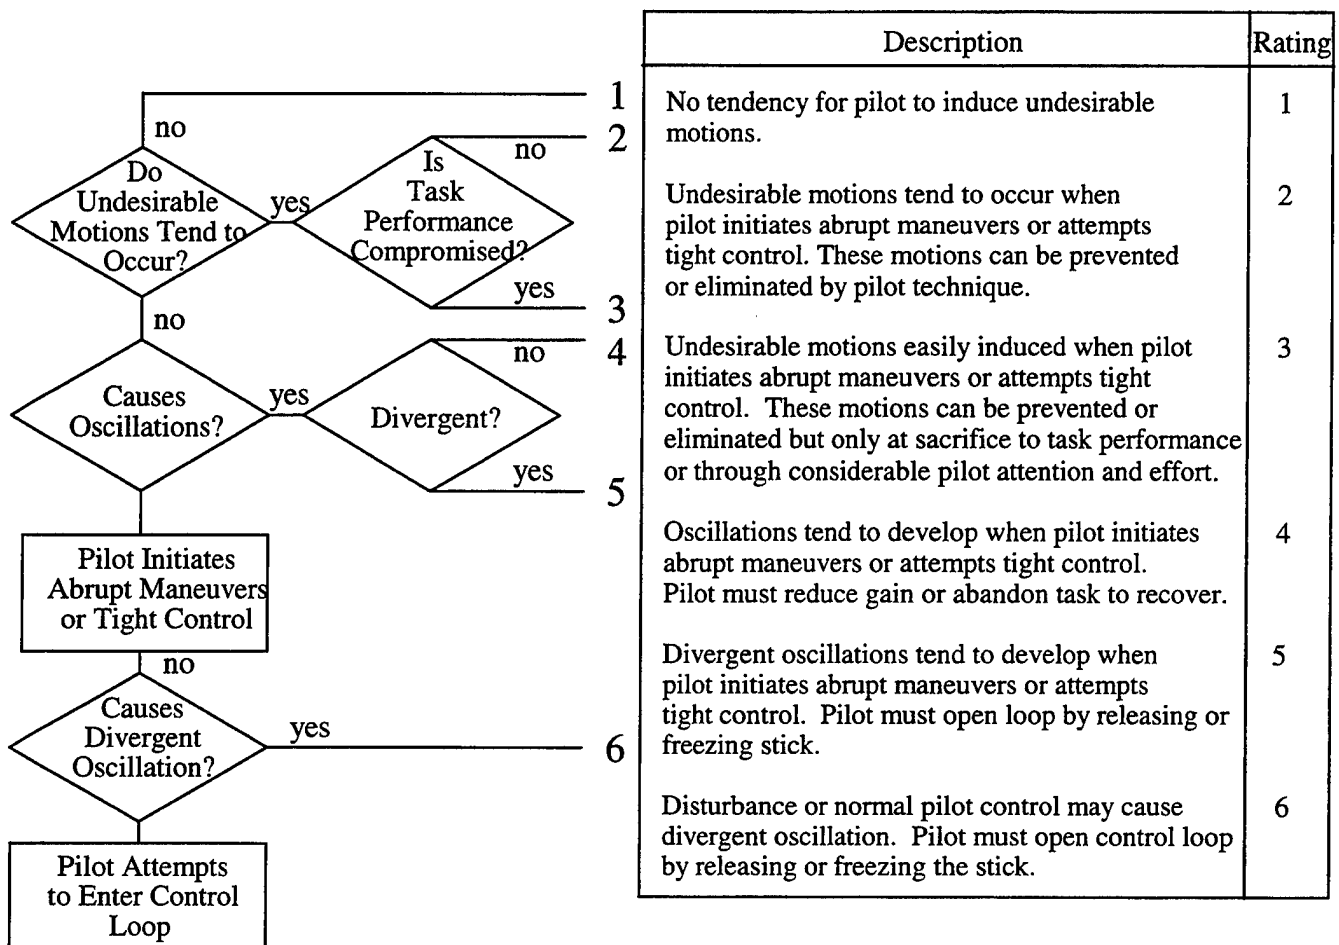 Description
Rating
1
no
2
no
Do
Undesirable
Motions Tend to
Occur?
yes
Is
Task
Performance
Compromised?
yes
3
no
4
no
Causes
Oscillations?
yes
Divergent?
yes
5
Pilot Initiates
Abrupt Maneuvers
or Tight Control
no
Causes
Divergent
Oscillation?
yes
6
Pilot Attempts
to Enter Control
Loop
No tendency for pilot to induce undesirable
motions.
1
Undesirable motions tend to occur when
pilot initiates abrupt maneuvers or attempts
tight control. These motions can be prevented
or eliminated by pilot technique.
2
Undesirable motions easily induced when pilot
initiates abrupt maneuvers or attempts tight
control. These motions can be prevented or
eliminated but only at sacrifice to task performance
or through considerable pilot attention and effort.
3
Oscillations tend to develop when pilot initiates
abrupt maneuvers or attempts tight control.
Pilot must reduce gain or abandon task to recover.
4
Divergent oscillations tend to develop when
pilot initiates abrupt maneuvers or attempts
tight control. Pilot must open loop by releasing or
freezing stick.
5
Disturbance or normal pilot control may cause
divergent oscillation. Pilot must open control loop
by releasing or freezing the stick.
6